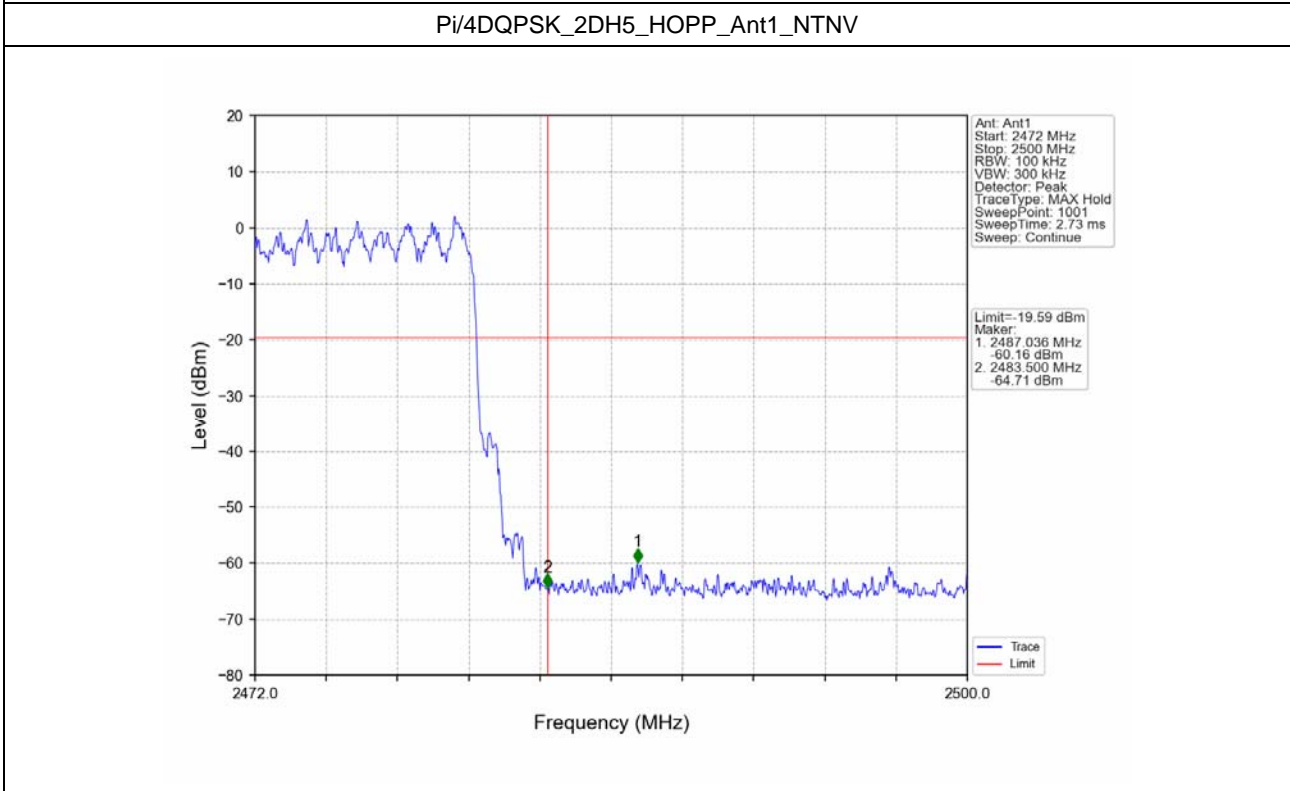 Pi/4DQPSK_2DH5_HOPP_Ant1_NTNV
20
10
0
−10
−20
−30
−40
−50
−60
−70
−80
Level (dBm)
2472.0
2500.0
Frequency (MHz)
1
2
Ant: Ant1
Start: 2472 MHz
Stop: 2500 MHz
RBW: 100 kHz
VBW: 300 kHz
Detector: Peak
TraceType: MAX Hold
SweepPoint: 1001
SweepTime: 2.73 ms
Sweep: Continue
Limit=-19.59 dBm
Maker:
1. 2487.036 MHz
-60.16 dBm
2. 2483.500 MHz
-64.71 dBm
Trace
Limit